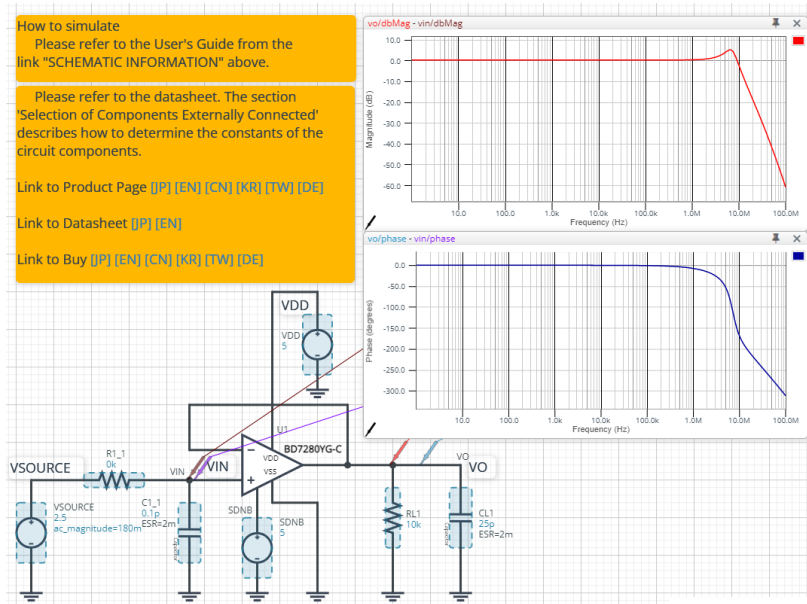 How to simulate
Please refer to the User's Guide from the
link "SCHEMATIC INFORMATION" above.
Please refer to the datasheet. The section
'Selection of Components Externally Connected'
describes how to determine the constants of the
circuit components.
Link to Product Page [JP] [EN] [CN] [KR] [TW] [DE]
Link to Datasheet [JP] [EN]
Link to Buy [JP] [EN] [CN] [KR] [TW] [DE]
vo/dbMag - vin/dbMag
Magnitude (dB)
10.0
0.0
-10.0
-20.0
-30.0
-40.0
-50.0
-60.0
10.0 100.0 1.0k 10.0k 100.0k 1.0M 10.0M 100.0M
Frequency (Hz)
vo/phase - vin/phase
Phase (degrees)
0.0
-50.0
-100.0
-150.0
-200.0
-250.0
-300.0
10.0 100.0 1.0k 10.0k 100.0k 1.0M 10.0M 100.0M
Frequency (Hz)
VDD
VDD
5
U1
BD7280YG-C
VDD
VSS
VSOURCE
R1_1
0k
VIN
VIN
VO
VO
VSOURCE
2.5
ac_magnitude=180m
C1_1
0.1p
ESR=2m
SDNB
SDNB
5
RL1
10k
CL1
25p
ESR=2m